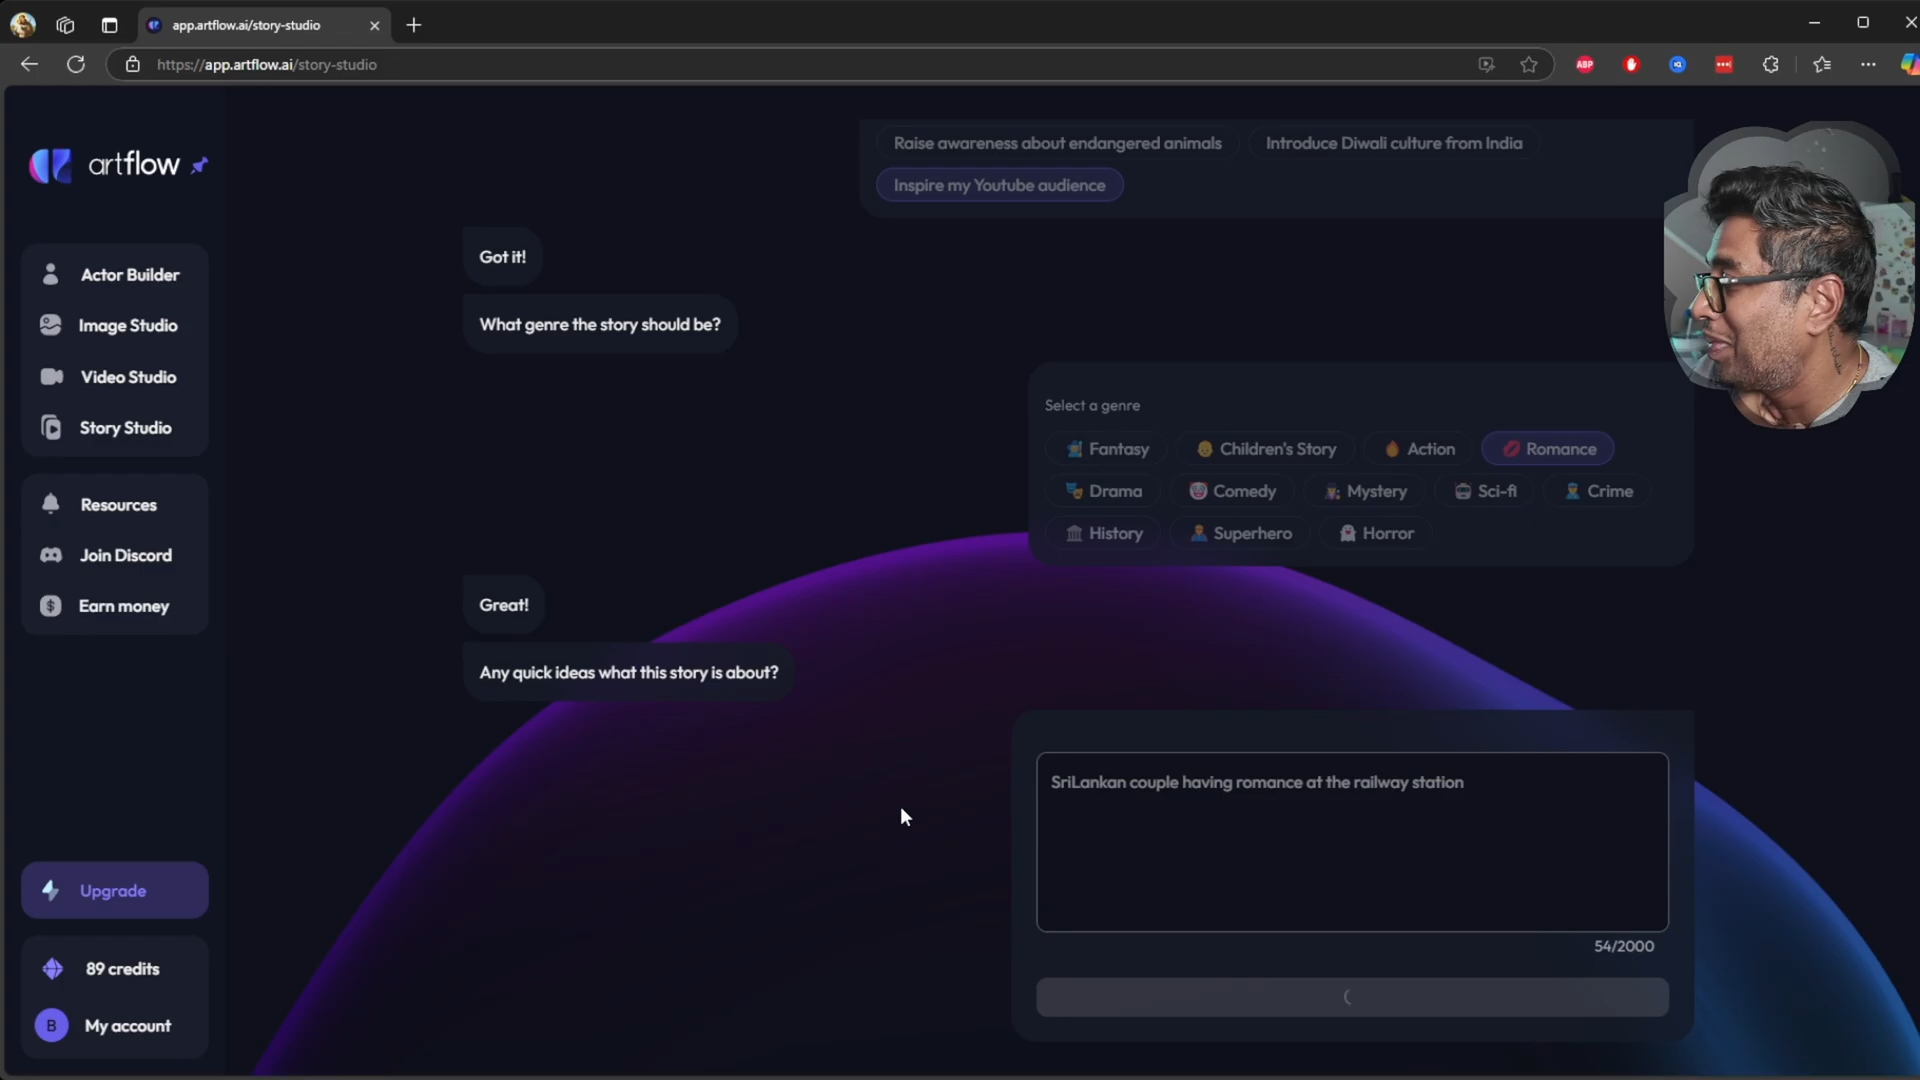 app.artflow.ai/story-studio
https://app.artflow.ai/story-studio
ABP
artflow
Actor Builder
Image Studio
Video Studio
Story Studio
Resources
Join Discord
Earn money
Upgrade
89 credits
B My account
Raise awareness about endangered animals Introduce Diwali culture from India
Inspire my Youtube audience
Got it!
What genre the story should be?
Select a genre
Fantasy Children's Story Action Romance
Drama Comedy Mystery Sci-fi Crime
History Superhero Horror
Great!
Any quick ideas what this story is about?
SriLankan couple having romance at the railway station
54/2000